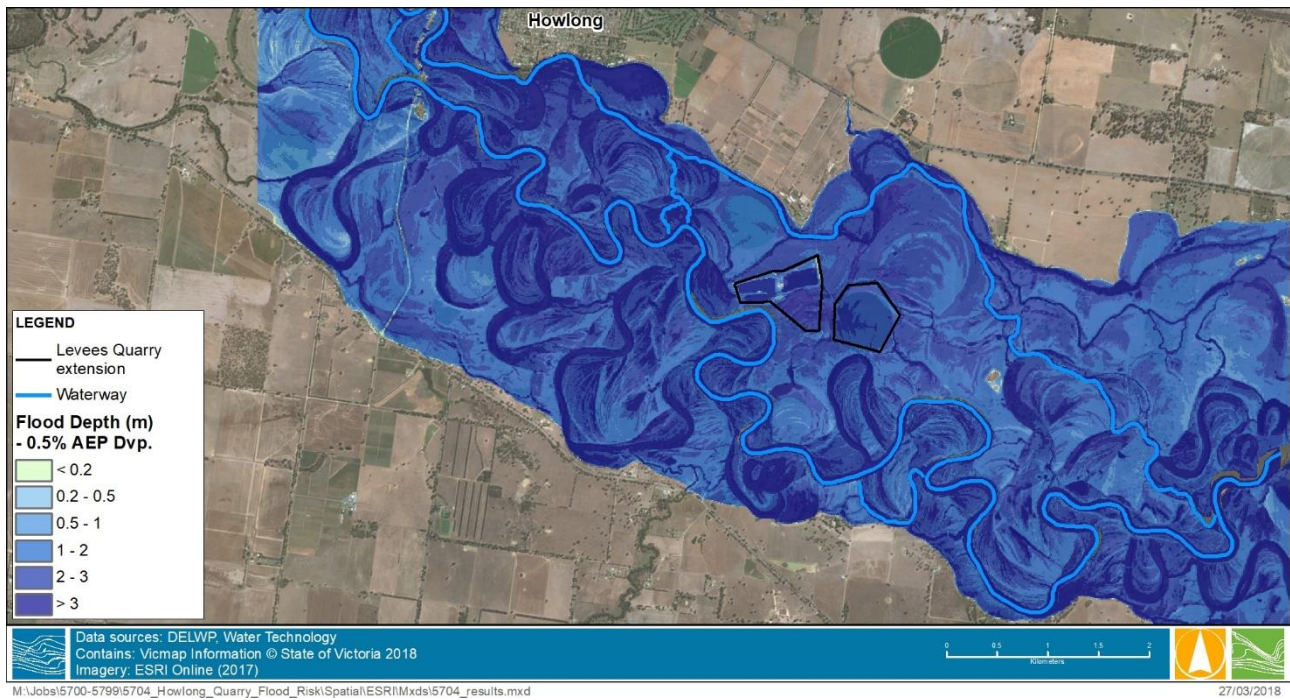 Howlong
LEGEND
Levees Quarry
extension
Waterway
Flood Depth (m)
- 0.5% AEP Dvp.
< 0.2
0.2 - 0.5
0.5 - 1
1 - 2
2 - 3
> 3
Data sources: DELWP, Water Technology
Contains: Vicmap Information © State of Victoria 2018
Imagery: ESRI Online (2017)
0 0.5 1 1.5 2
Kilometers
M:\Jobs\5700-5799\5704_Howlong_Quarry_Flood_Risk\Spatial\ESRI\Mxds\5704_results.mxd
27/03/2018